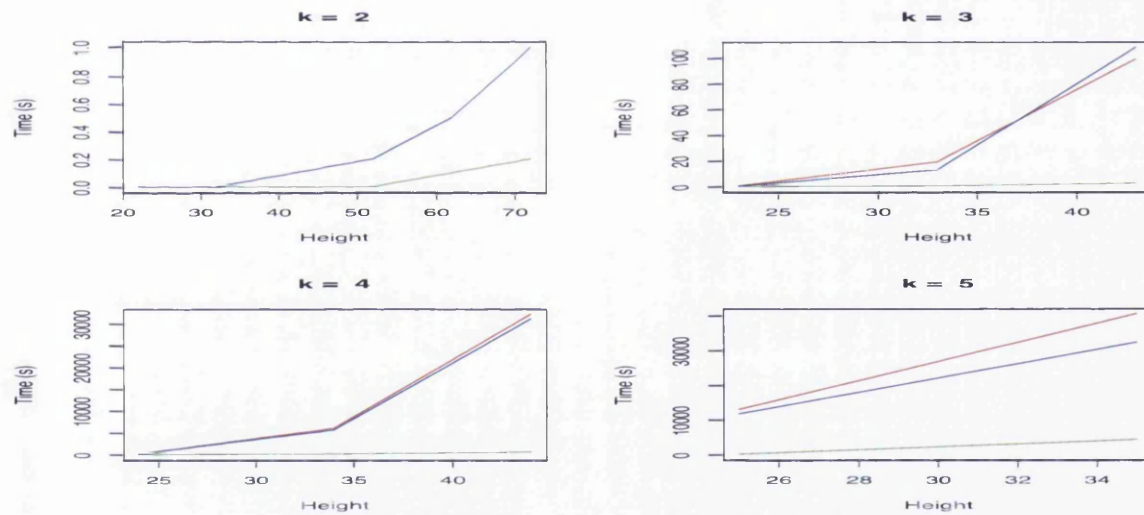 k = 2
Time (s)
0.0 0.2 0.4 0.6 0.8 1.0
20 30 40 50 60 70
Height
k = 3
Time (s)
0 20 40 60 80 100
25 30 35 40
Height
k = 4
Time (s)
0 10000 20000 30000
25 30 35 40
Height
k = 5
Time (s)
0 10000 30000
26 28 30 32 34
Height